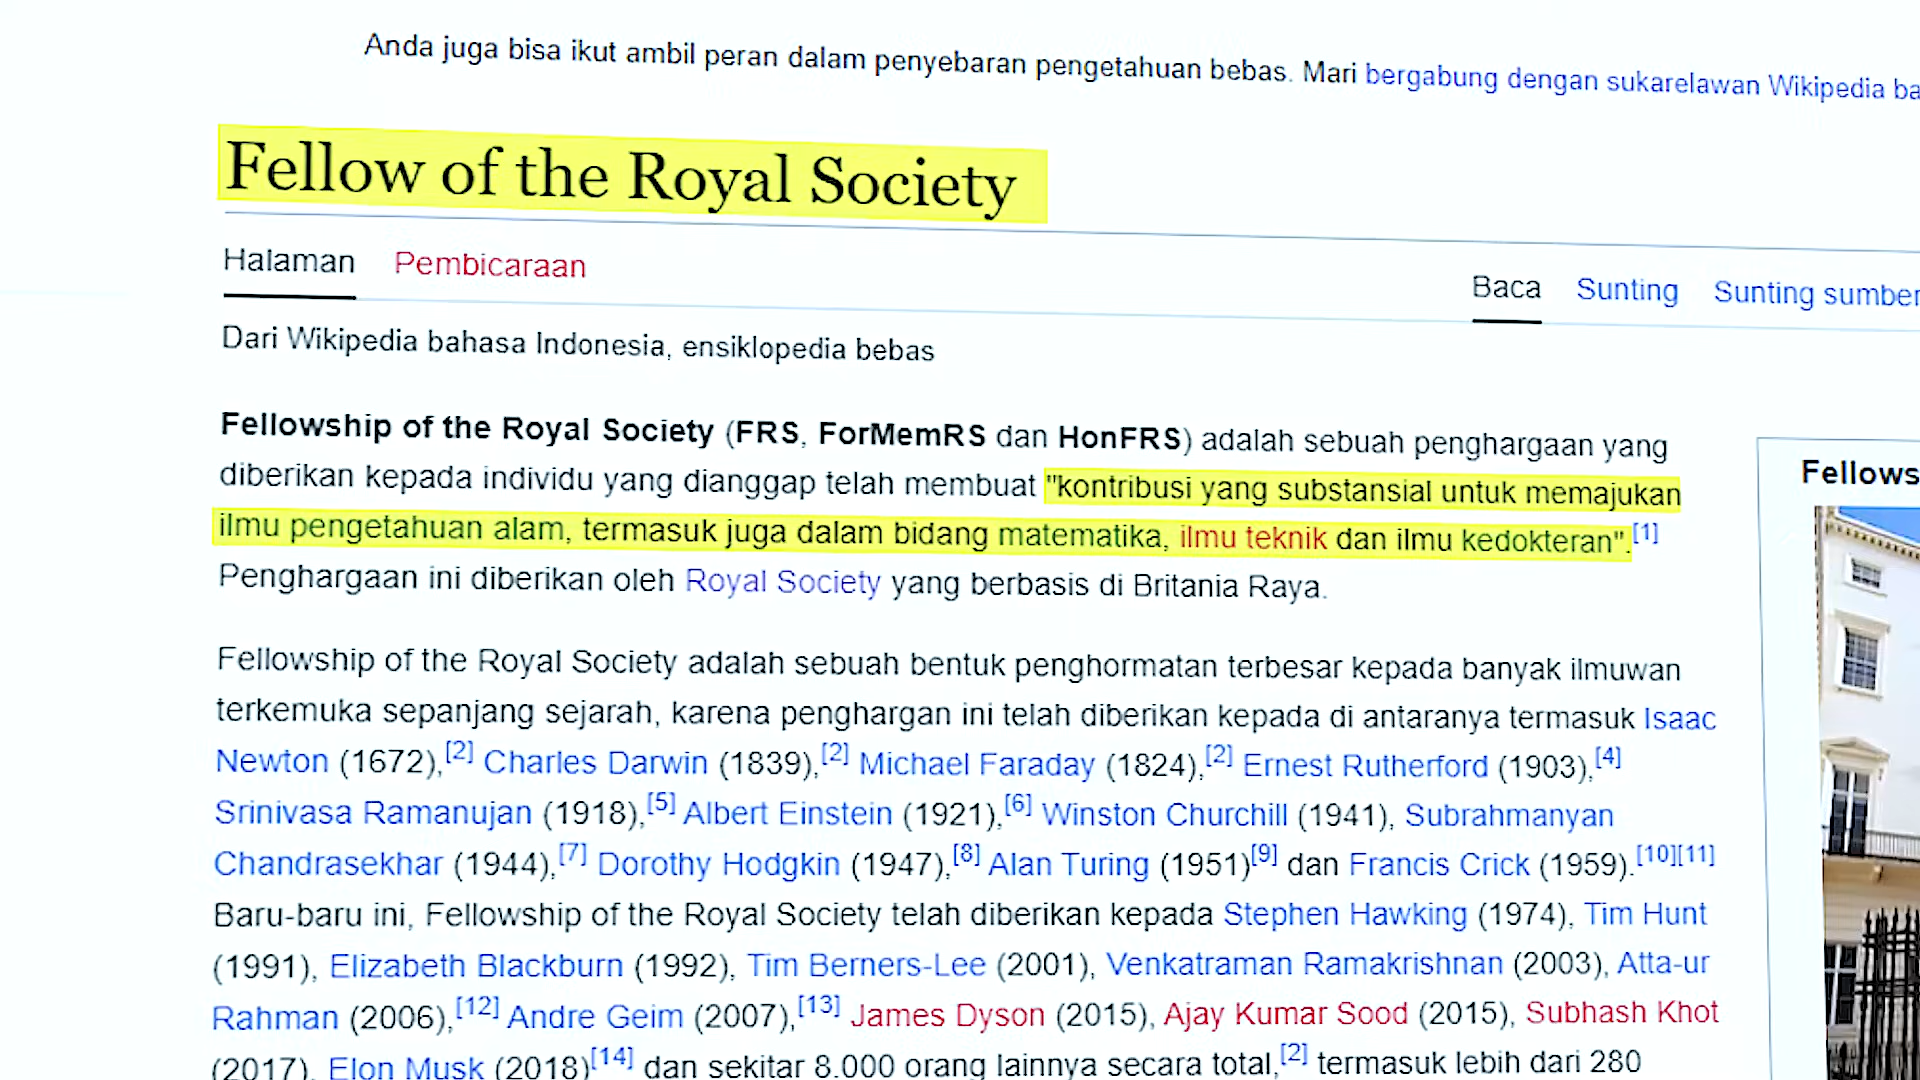 Anda juga bisa ikut ambil peran dalam penyebaran pengetahuan bebas. Mari bergabung dengan sukarelawan Wikipedia
Fellow of the Royal Society
Halaman Pembicaraan
Baca Sunting Sunting sumber
Dari Wikipedia bahasa Indonesia, ensiklopedia bebas
Fellowship of the Royal Society (FRS, ForMemRS dan HonFRS) adalah sebuah penghargaan yang
diberikan kepada individu yang dianggap telah membuat "kontribusi yang substansial untuk memajukan
ilmu pengetahuan alam, termasuk juga dalam bidang matematika, ilmu teknik dan ilmu kedokteran".[1]
Penghargaan ini diberikan oleh Royal Society yang berbasis di Britania Raya.
Fellows
Fellowship of the Royal Society adalah sebuah bentuk penghormatan terbesar kepada banyak ilmuwan
terkemuka sepanjang sejarah, karena penghargan ini telah diberikan kepada di antaranya termasuk Isaac
Newton (1672),[2] Charles Darwin (1839),[2] Michael Faraday (1824),[2] Ernest Rutherford (1903),[4]
Srinivasa Ramanujan (1918),[5] Albert Einstein (1921),[6] Winston Churchill (1941), Subrahmanyan
Chandrasekhar (1944),[7] Dorothy Hodgkin (1947),[8] Alan Turing (1951)[9] dan Francis Crick (1959).[10][11]
Baru-baru ini, Fellowship of the Royal Society telah diberikan kepada Stephen Hawking (1974), Tim Hunt
(1991), Elizabeth Blackburn (1992), Tim Berners-Lee (2001), Venkatraman Ramakrishnan (2003), Atta-ur
Rahman (2006),[12] Andre Geim (2007),[13] James Dyson (2015), Ajay Kumar Sood (2015), Subhash Khot
(2017), Elon Musk (2018)[14] dan sekitar 8.000 orang lainnya secara total,[2] termasuk lebih dari 280